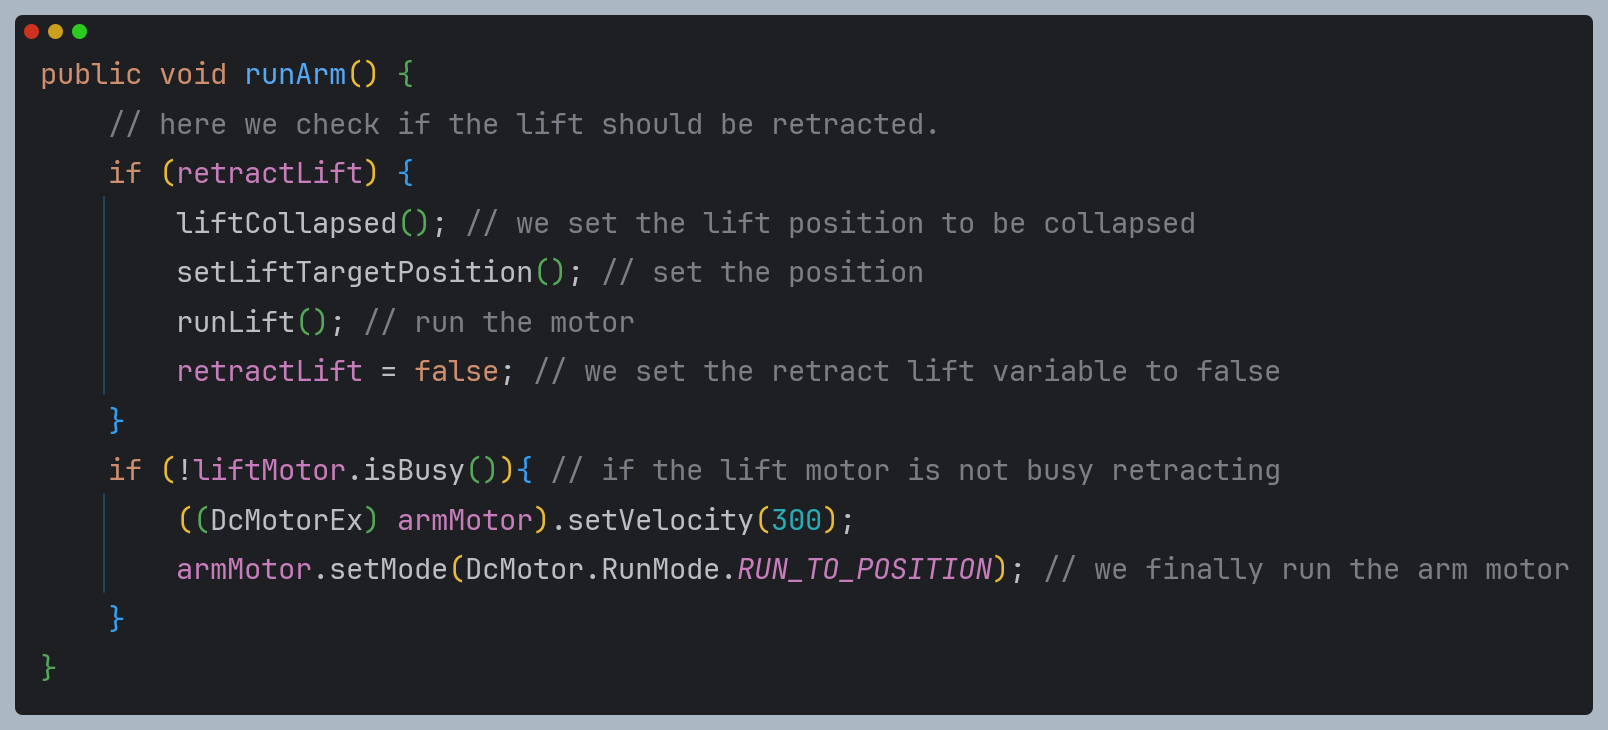 public void runArm() {
    // here we check if the lift should be retracted.
    if (retractLift) {
        liftCollapsed(); // we set the lift position to be collapsed
        setLiftTargetPosition(); // set the position
        runLift(); // run the motor
        retractLift = false; // we set the retract lift variable to false
    }
    if (!liftMotor.isBusy()){ // if the lift motor is not busy retracting
        ((DcMotorEx) armMotor).setVelocity(300);
        armMotor.setMode(DcMotor.RunMode.RUN_TO_POSITION); // we finally run the arm motor
    }
}